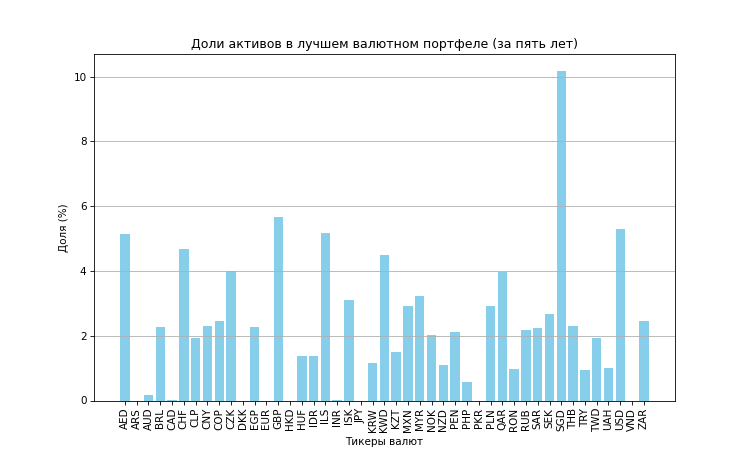 Доли активов в лучшем валютном портфеле (за пять лет)
Доля (%)
10
8
6
4
2
0
AED
ARS
AUD
BRL
CAD
CHF
CLP
CNY
COP
CZK
DKK
EGP
EUR
GBP
HKD
HUF
IDR
ILS
INR
ISK
JPY
KRW
KWD
KZT
MXN
MYR
NOK
NZD
PEN
PHP
PKR
PLN
QAR
RON
RUB
SAR
SEK
SGD
THB
TRY
TWD
UAH
USD
VND
ZAR
Тикеры валют